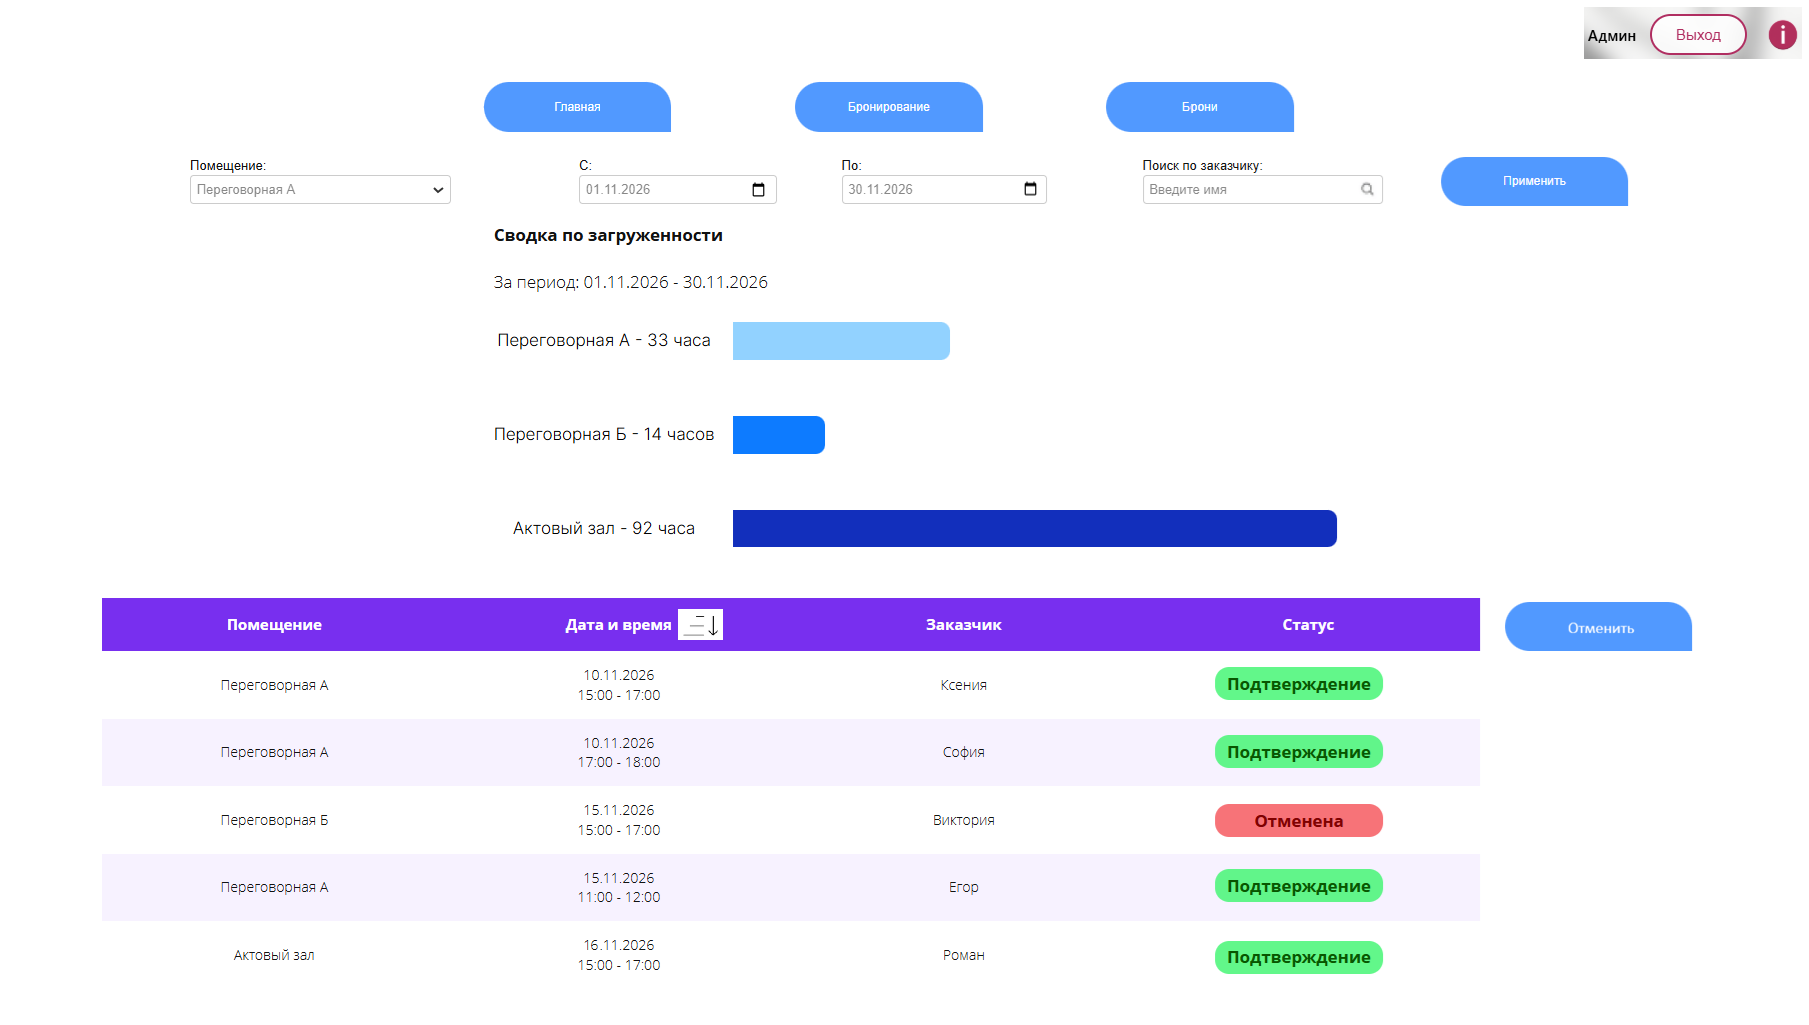 Админ
Выход
i
Главная
Бронирование
Брони
Помещение:
Переговорная А
С:
01.11.2026
По:
30.11.2026
Поиск по заказчику:
Введите имя
Применить
Сводка по загруженности
За период: 01.11.2026 - 30.11.2026
Переговорная А - 33 часа
Переговорная Б - 14 часов
Актовый зал - 92 часа
Помещение
Дата и время
Заказчик
Статус
Отменить
Переговорная А
10.11.2026
15:00 - 17:00
Ксения
Подтверждение
Переговорная А
10.11.2026
17:00 - 18:00
София
Подтверждение
Переговорная Б
15.11.2026
15:00 - 17:00
Виктория
Отменена
Переговорная А
15.11.2026
11:00 - 12:00
Егор
Подтверждение
Актовый зал
16.11.2026
15:00 - 17:00
Роман
Подтверждение